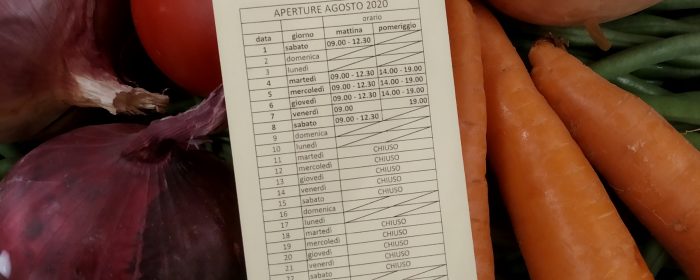 APERTURE AGOSTO 2020
orario
data giorno mattina pomeriggio
1 sabato 09.00 - 12.30
2 domenica
3 lunedì
4 martedì 09.00 - 12.30 14.00 - 19.00
5 mercoledì 09.00 - 12.30 14.00 - 19.00
6 giovedì 09.00 - 12.30 14.00 - 19.00
7 venerdì 09.00 19.00
8 sabato 09.00 - 12.30
9 domenica
10 lunedì
11 martedì CHIUSO
12 mercoledì CHIUSO
13 giovedì CHIUSO
14 venerdì CHIUSO
15 sabato CHIUSO
16 domenica
17 lunedì
18 martedì CHIUSO
19 mercoledì CHIUSO
20 giovedì CHIUSO
21 venerdì CHIUSO
sabato CHIUSO